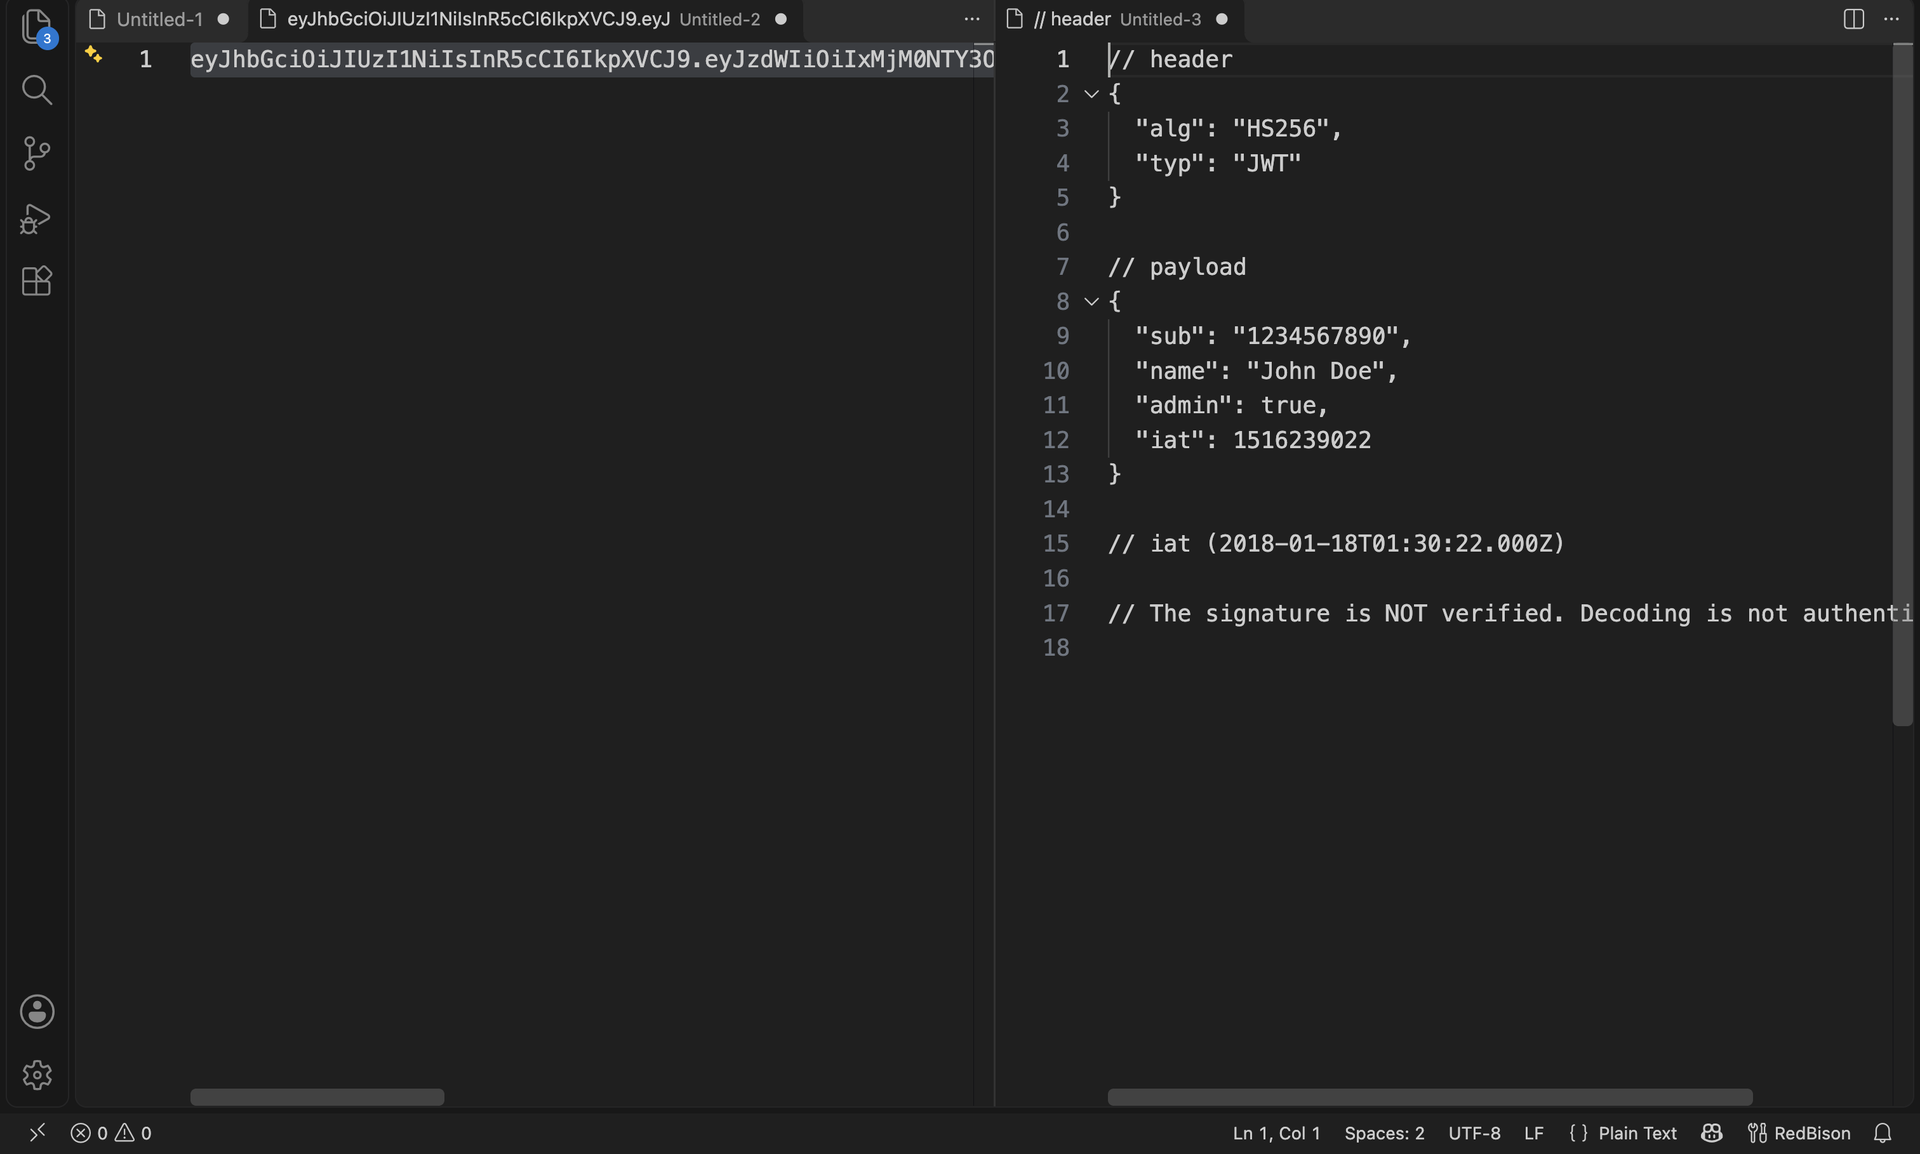 3
Untitled-1
eyJhbGciOiJIUzI1NiIsInR5cCI6IkpXVCJ9.eyJ Untitled-2
1 eyJhbGciOiJIUzI1NiIsInR5cCI6IkpXVCJ9.eyJzdWIiOiIxMjM0NTY3O
// header Untitled-3
1 // header
2 {
3 "alg": "HS256",
4 "typ": "JWT"
5 }
6
7 // payload
8 {
9 "sub": "1234567890",
10 "name": "John Doe",
11 "admin": true,
12 "iat": 1516239022
13 }
14
15 // iat (2018-01-18T01:30:22.000Z)
16
17 // The signature is NOT verified. Decoding is not authenti
18
0 0
Ln 1, Col 1 Spaces: 2 UTF-8 LF {} Plain Text RedBison